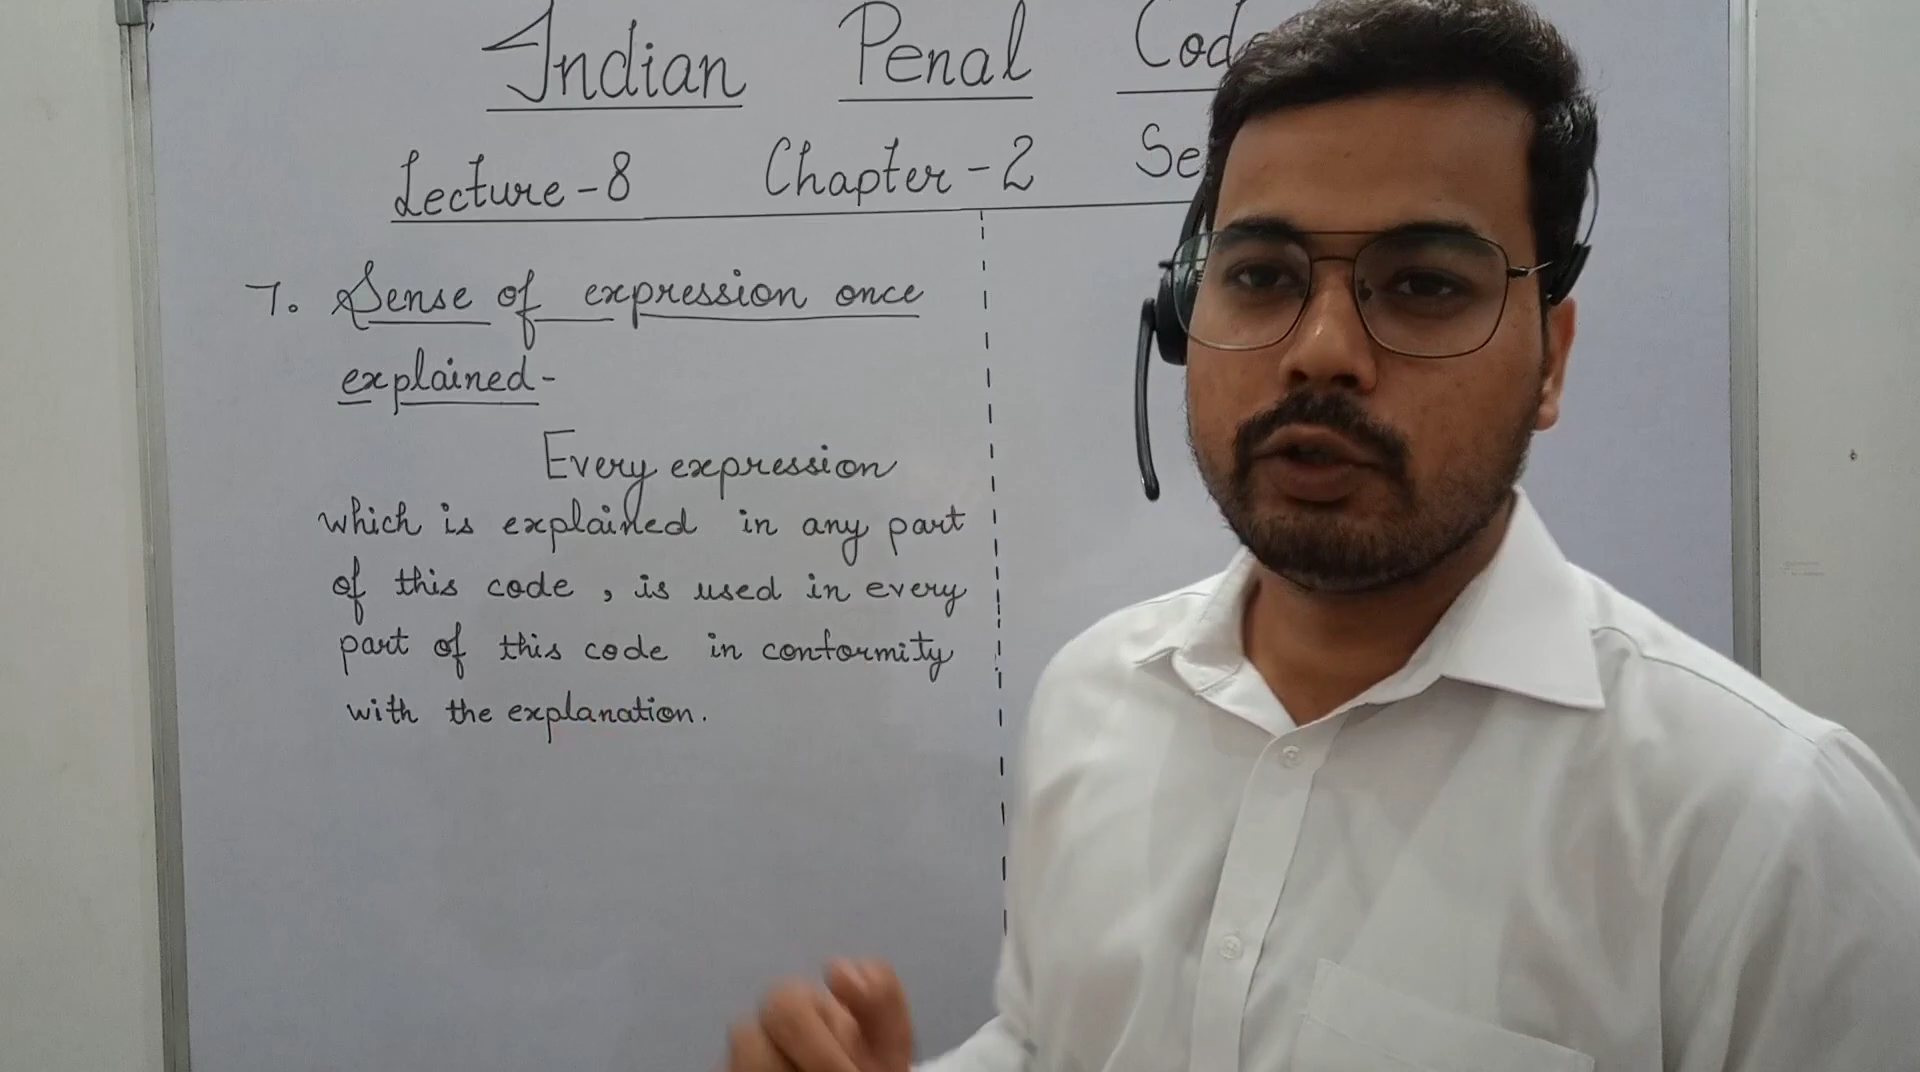 Indian Penal Code
Lecture-8 Chapter-2
7. Sense of expression once
explained-
Every expression
which is explained in any part
of this code, is used in every
part of this code in conformity
with the explanation.